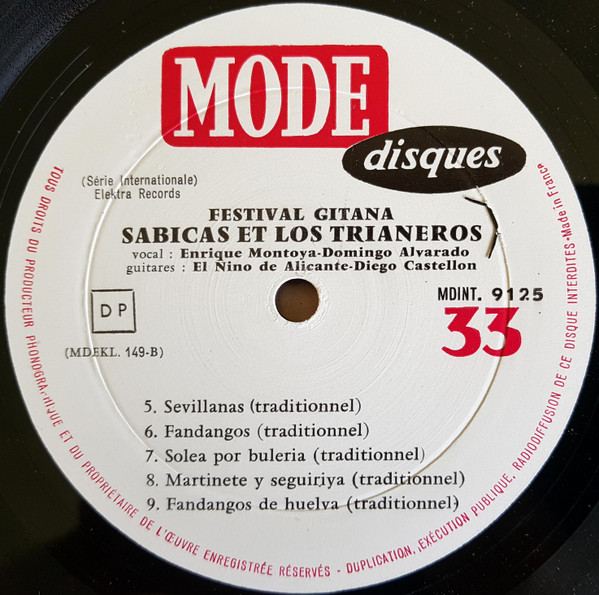 MODE
disques
(Série Internationale)
Elektra Records
FESTIVAL GITANA
SABICAS ET LOS TRIANEROS
vocal : Enrique Montoya-Domingo Alvarado
guitares : El Nino de Alicante-Diego Castellon
DP
MDINT. 9125
33
(MDEKL. 149-B)
5. Sevillanas (traditionnel)
6. Fandangos (traditionnel)
7. Solea por buleria (traditionnel)
8. Martinete y seguiriya (traditionnel)
9. Fandangos de huelva (traditionnel)
TOUS DROITS DU PRODUCTEUR PHONOGRA-HIQUE ET DU PROPRIÉTAIRE DE L'ŒUVRE ENREGISTRÉE RÉSERVÉS - DUPLICATION, EXÉCUTION PUBLIQUE, RADIODIFFUSION DE CE DISQUE INTERDITES•Made in France